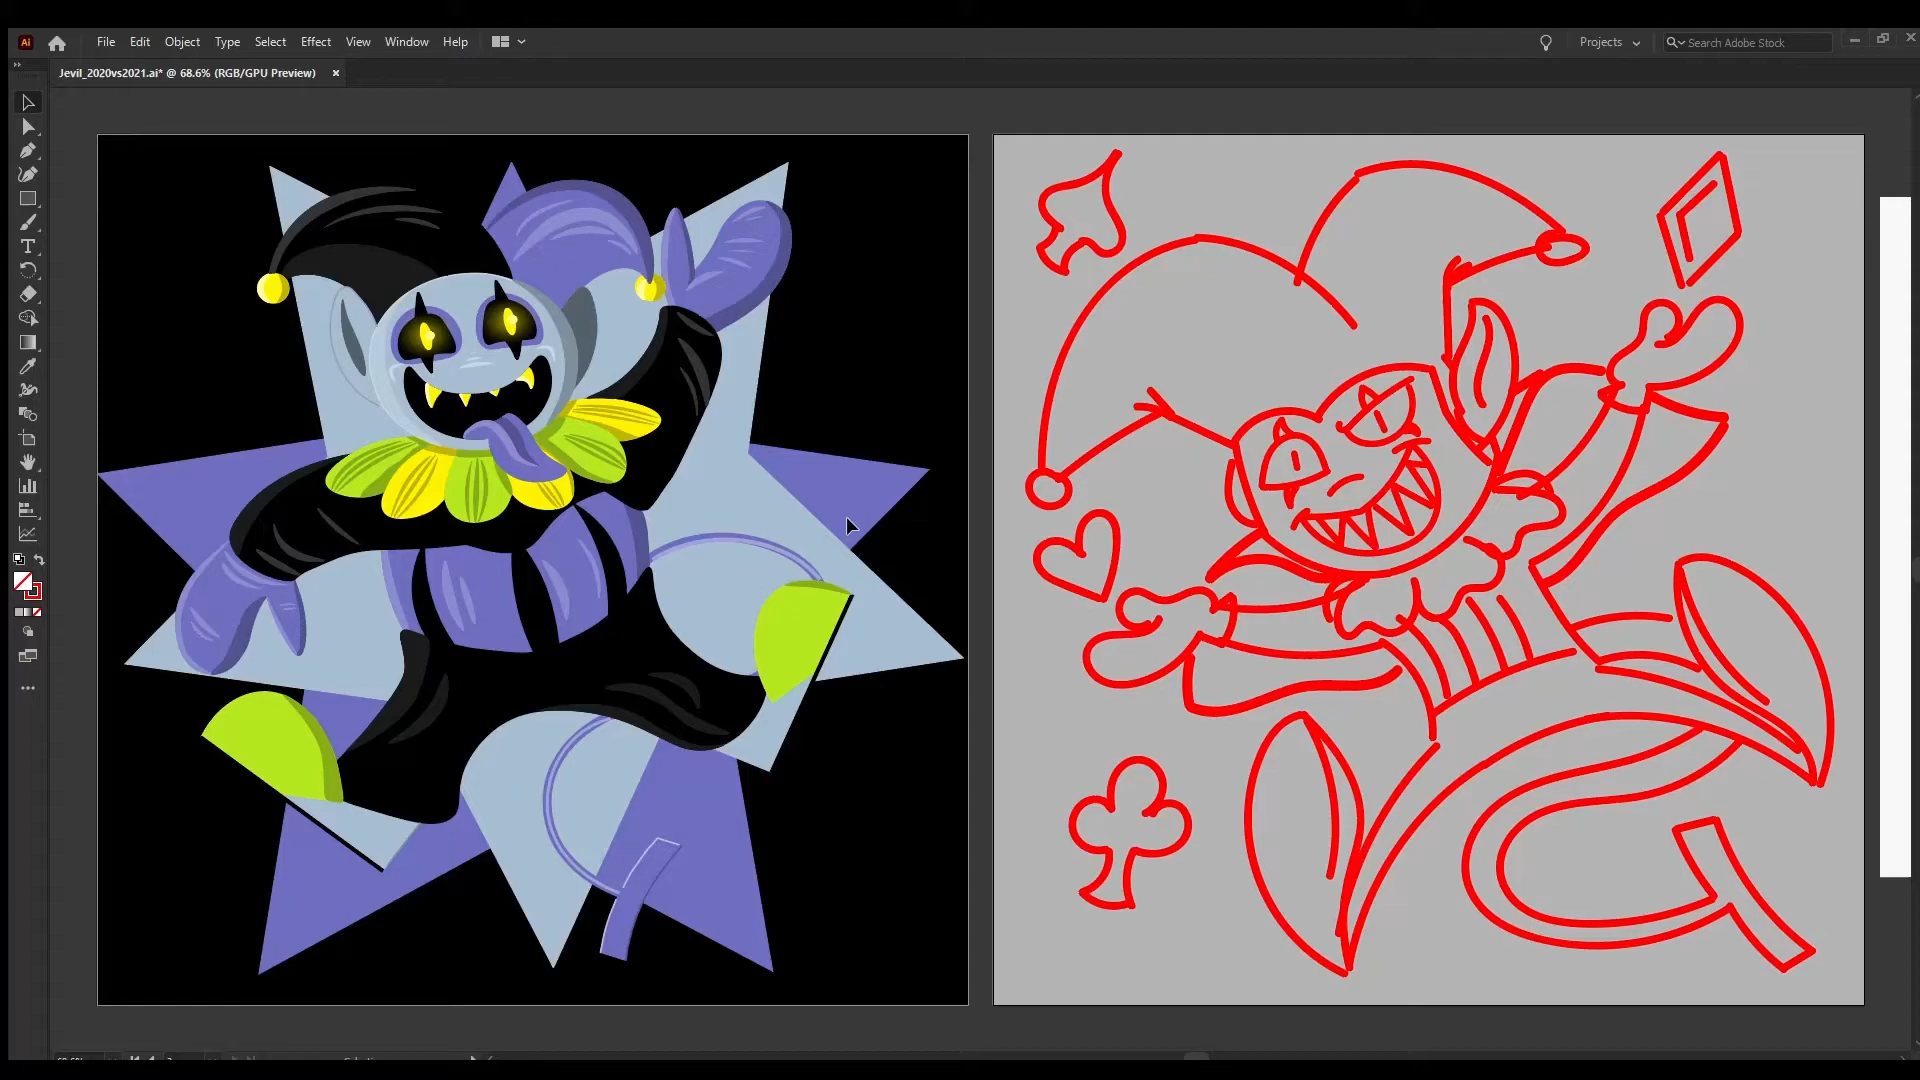 Ai File Edit Object Type Select Effect View Window Help Projects Search Adobe Stock
Jevil_2020vs2021.ai* @ 68.6% (RGB/GPU Preview) ×